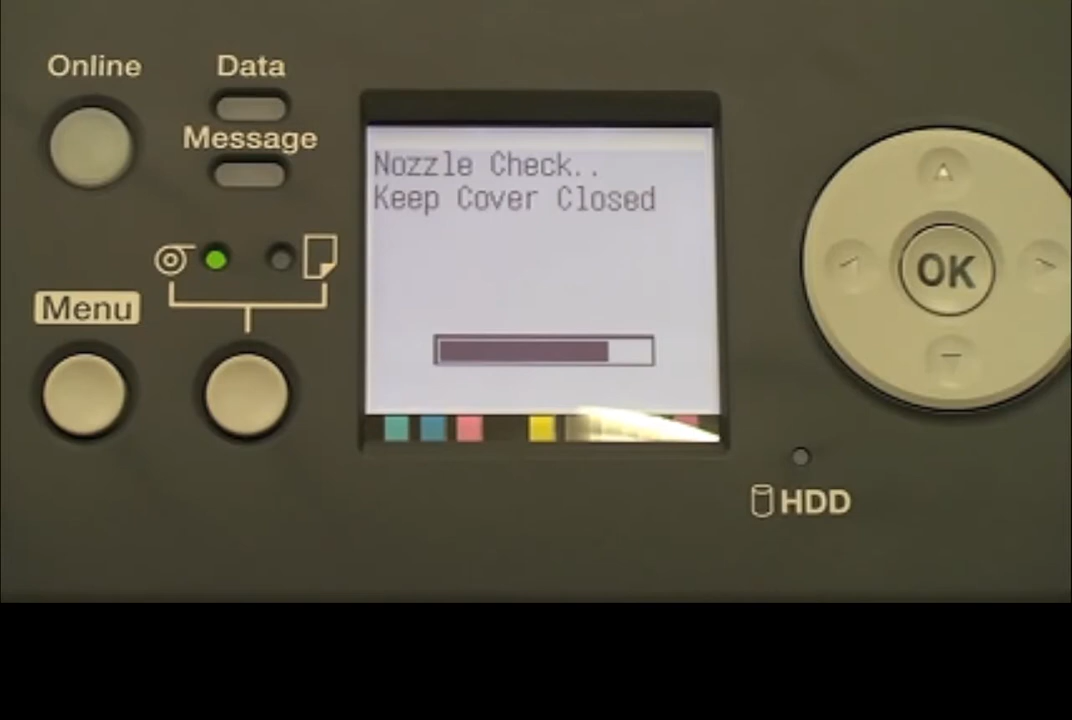 Online
Data
Message
Nozzle Check..
Keep Cover Closed
OK
Menu
HDD